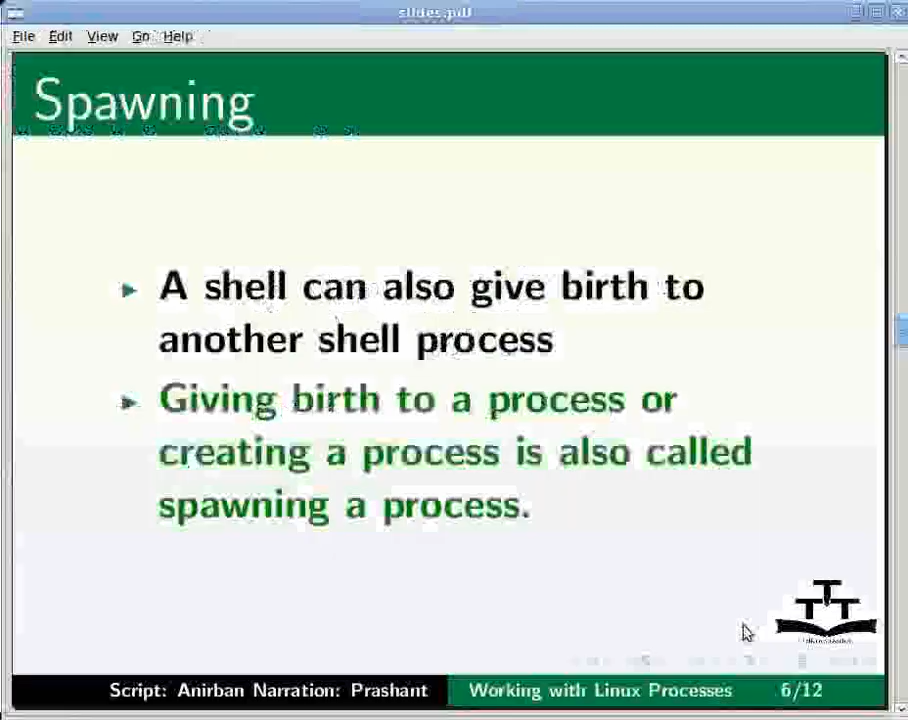 slides.pdf
File Edit View Go Help
Spawning
A shell can also give birth to
another shell process
Giving birth to a process or
creating a process is also called
spawning a process.
TTT
Script: Anirban Narration: Prashant Working with Linux Processes 6/12